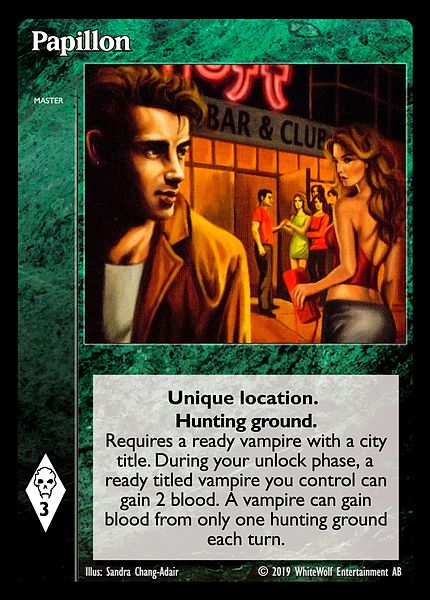 Papillon
MASTER
BAR & CLUB
Unique location.
Hunting ground.
Requires a ready vampire with a city
title. During your unlock phase, a
ready titled vampire you control can
gain 2 blood. A vampire can gain
blood from only one hunting ground
each turn.
3
Illus: Sandra Chang-Adair
© 2019 WhiteWolf Entertainment AB